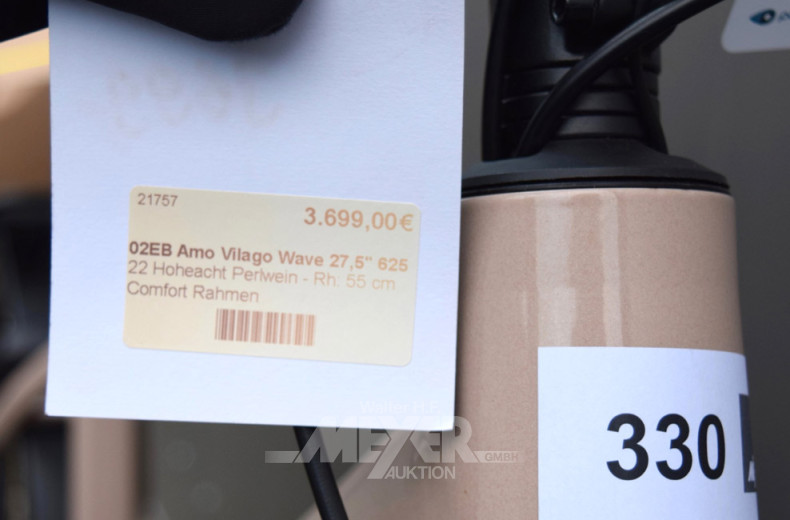 21757
3.699,00€
02EB Amo Vilago Wave 27,5" 625
22 Hoheacht Perlwein - Rh: 55 cm
Comfort Rahmen
330
MEYER
GMBH
AUKTION